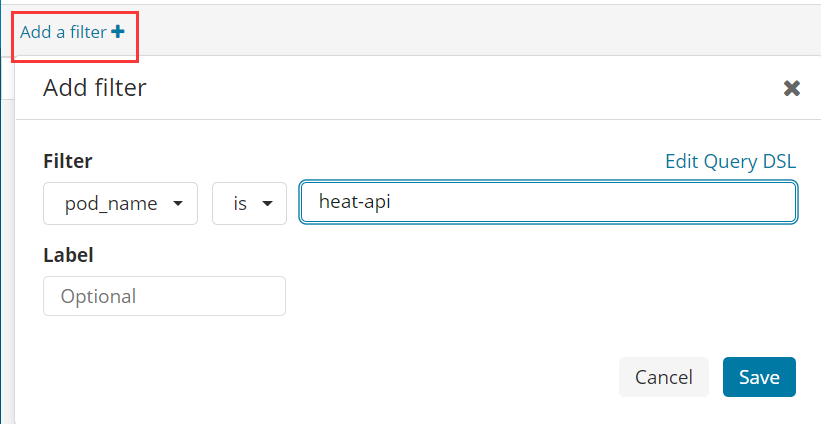 Add a filter +
Add filter
Filter
Edit Query DSL
pod_name
is
heat-api
Label
Optional
Cancel
Save